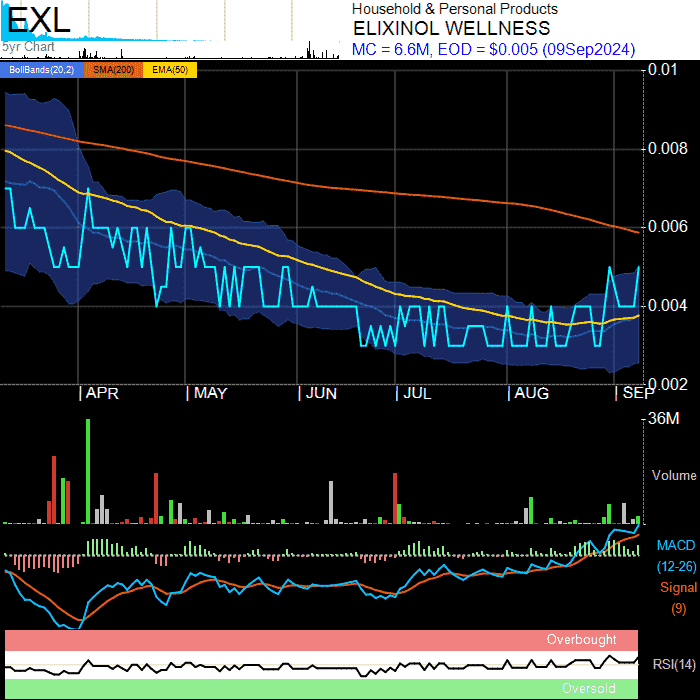 EXL
5yr Chart
Household & Personal Products
ELIXINOL WELLNESS
MC = 6.6M, EOD = $0.005 (09Sep2024)
BollBands(20,2) SMA(200) EMA(50)
0.01
0.008
0.006
0.004
0.002
APR MAY JUN JUL AUG SEP
36M
Volume
MACD
(12-26)
Signal
(9)
Overbought
RSI(14)
Oversold